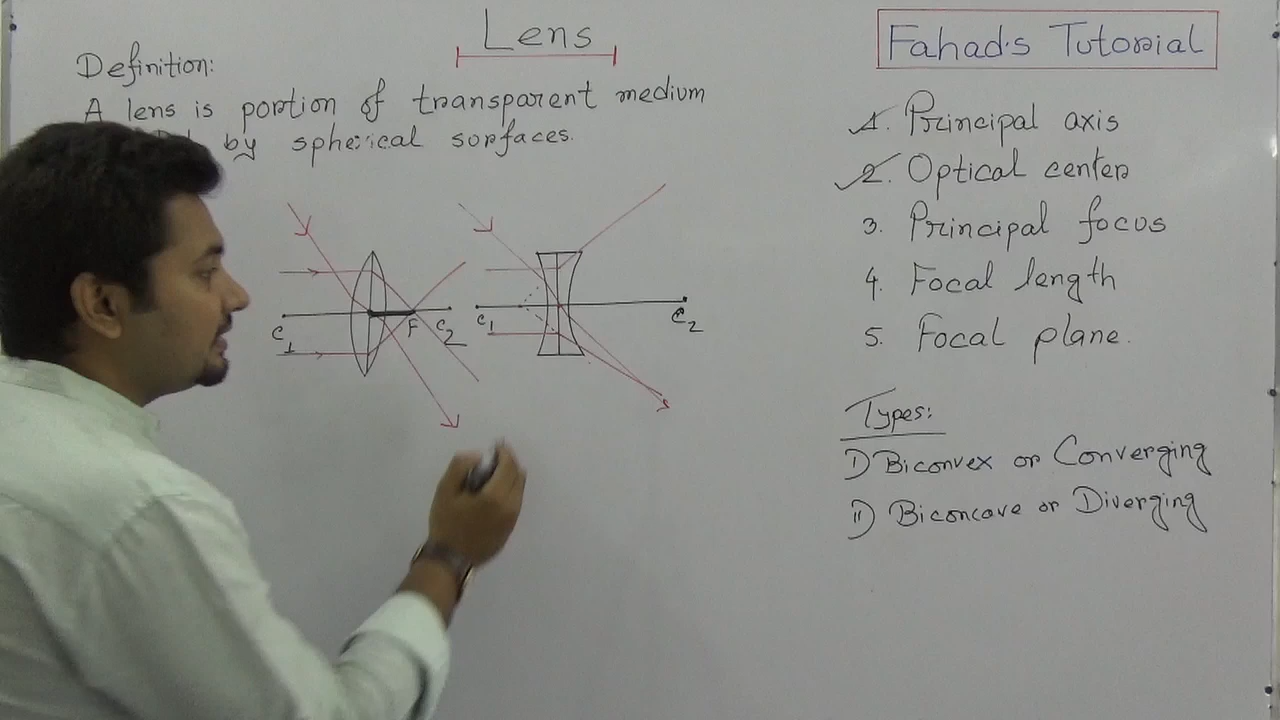 Lens
Fahad's Tutorial
Definition:
A lens is portion of transparent medium
by spherical surfaces.
1. Principal axis
2. Optical center
3. Principal focus
4. Focal length
5. Focal plane.
C1 F C2
C1 C2
Types:
I) Biconvex or Converging
II) Biconcave or Diverging